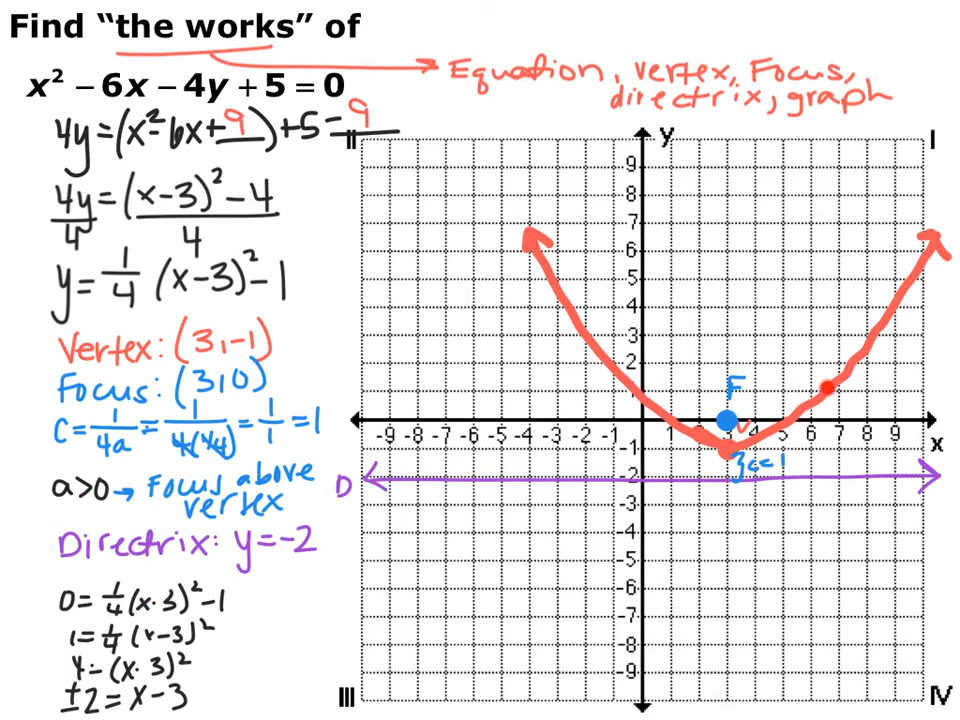 Find “the works” of
x² − 6x − 4y + 5 = 0
Equation, vertex, Focus,
directrix, graph
4y = (x² − 6x + 9) + 5 − 9
4y = (x − 3)² − 4
4 4
y = 1/4 (x − 3)² − 1
Vertex: (3, −1)
Focus: (3, 0)
C = 1/4a = 1/4(1/4) = 1/1 = 1
a > 0 → Focus above
vertex
Directrix: y = −2
0 = 1/4 (x · 3)² − 1
1 = 1/4 (x − 3)²
4 = (x · 3)²
±2 = x − 3
II y I
9
8
7
6
5
4
3
2
F
V
-9 -8 -7 -6 -5 -4 -3 -2 -1 3 5 6 7 8 9 x
-1
}c=1
D -2
-3
-4
-5
-6
-7
-8
-9
III IV